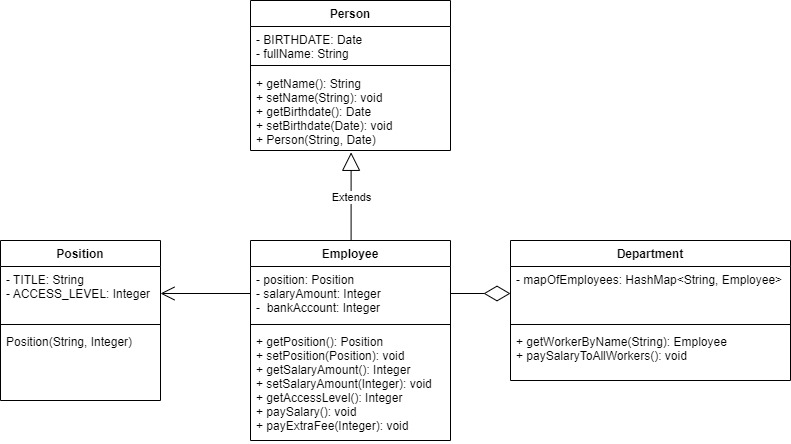 Person
- BIRTHDATE: Date
- fullName: String
+ getName(): String
+ setName(String): void
+ getBirthdate(): Date
+ setBirthdate(Date): void
+ Person(String, Date)
Extends
Position
- TITLE: String
- ACCESS_LEVEL: Integer
Position(String, Integer)
Employee
- position: Position
- salaryAmount: Integer
- bankAccount: Integer
+ getPosition(): Position
+ setPosition(Position): void
+ getSalaryAmount(): Integer
+ setSalaryAmount(Integer): void
+ getAccessLevel(): Integer
+ paySalary(): void
+ payExtraFee(Integer): void
Department
- mapOfEmployees: HashMap<String, Employee>
+ getWorkerByName(String): Employee
+ paySalaryToAllWorkers(): void